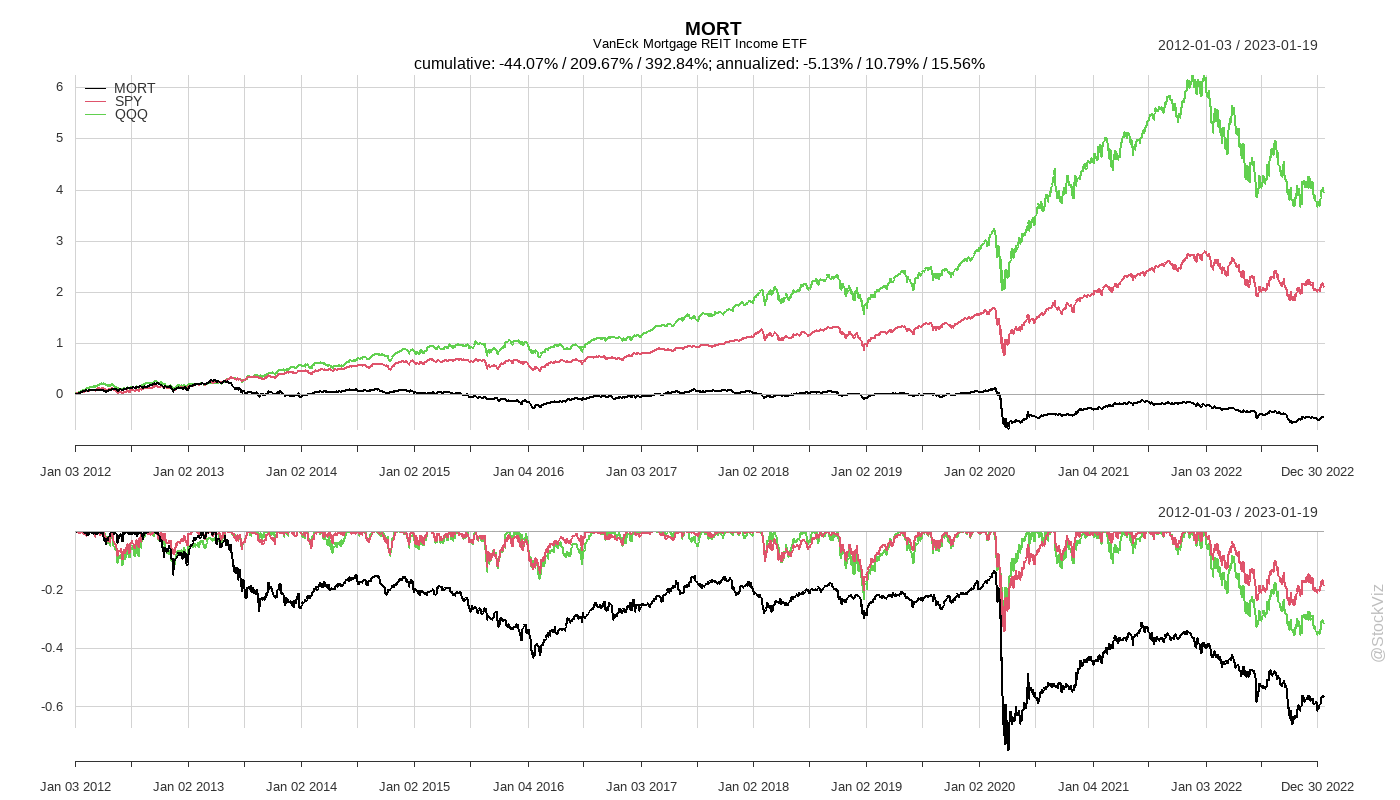 MORT
VanEck Mortgage REIT Income ETF
2012-01-03 / 2023-01-19
cumulative: -44.07% / 209.67% / 392.84%; annualized: -5.13% / 10.79% / 15.56%
MORT
SPY
QQQ
6
5
4
3
2
1
0
Jan 03 2012 Jan 02 2013 Jan 02 2014 Jan 02 2015 Jan 04 2016 Jan 03 2017 Jan 02 2018 Jan 02 2019 Jan 02 2020 Jan 04 2021 Jan 03 2022 Dec 30 2022
2012-01-03 / 2023-01-19
-0.2
-0.4
-0.6
Jan 03 2012 Jan 02 2013 Jan 02 2014 Jan 02 2015 Jan 04 2016 Jan 03 2017 Jan 02 2018 Jan 02 2019 Jan 02 2020 Jan 04 2021 Jan 03 2022 Dec 30 2022
@StockViz